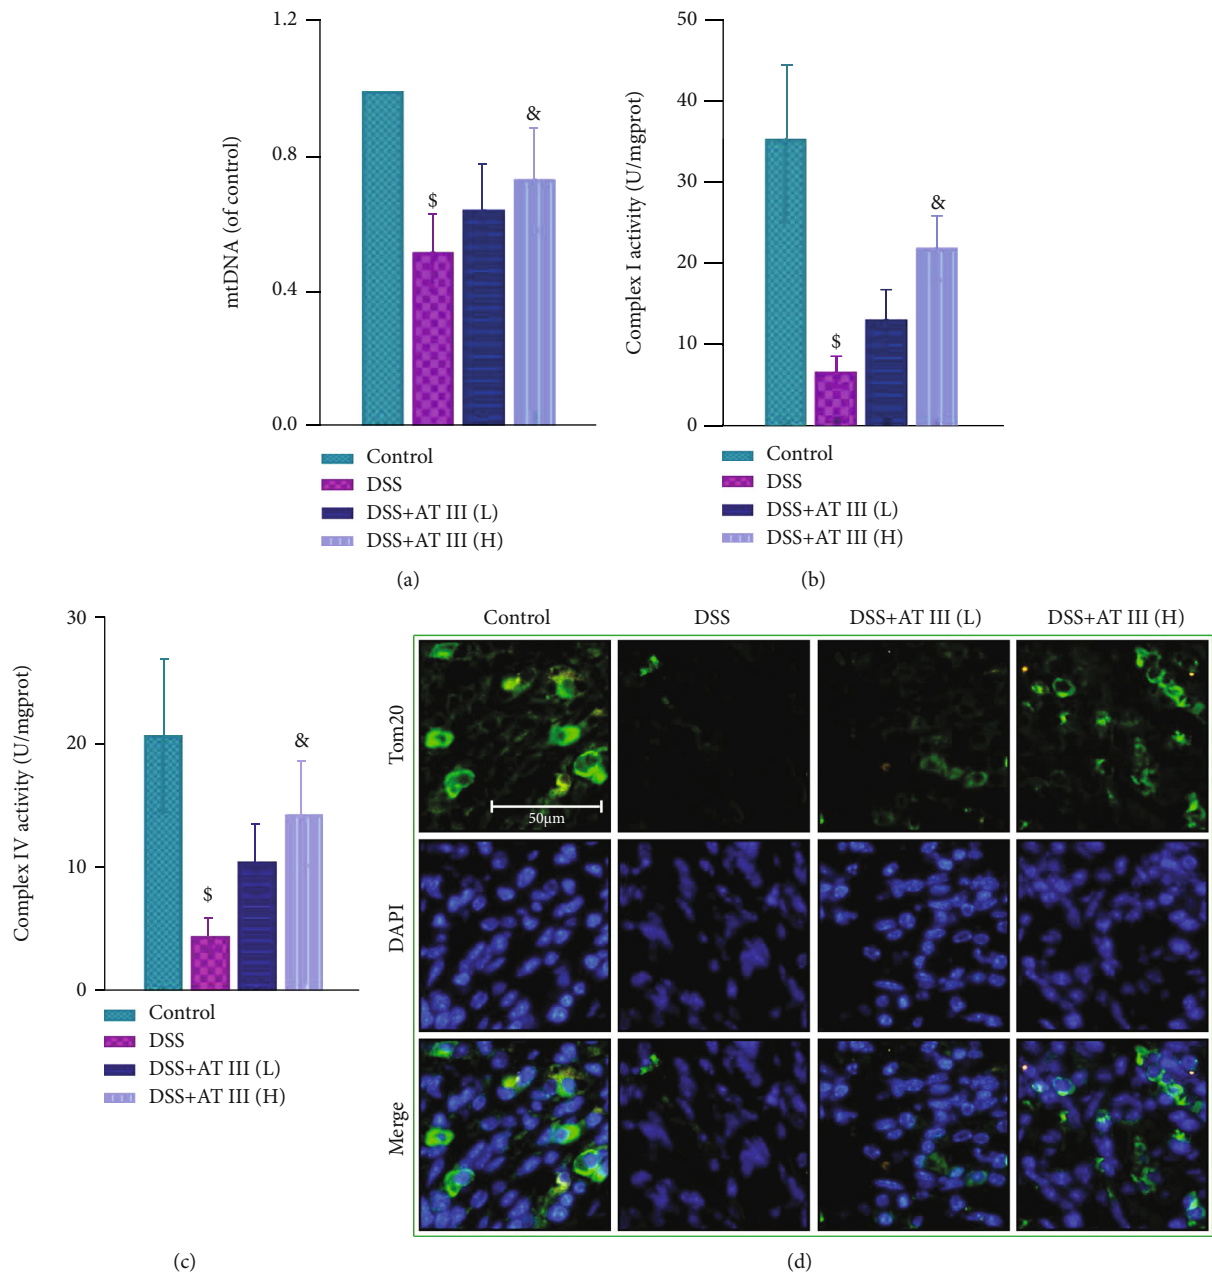 1.2
0.8
0.4
0.0
mtDNA (of control)
$
&
Control
DSS
DSS+AT III (L)
DSS+AT III (H)
(a)
50
40
30
20
10
0
Complex I activity (U/mgprot)
$
&
Control
DSS
DSS+AT III (L)
DSS+AT III (H)
(b)
30
20
10
0
Complex IV activity (U/mgprot)
$
&
Control
DSS
DSS+AT III (L)
DSS+AT III (H)
(c)
Control
DSS
DSS+AT III (L)
DSS+AT III (H)
Tom20
50μm
DAPI
Merge
(d)